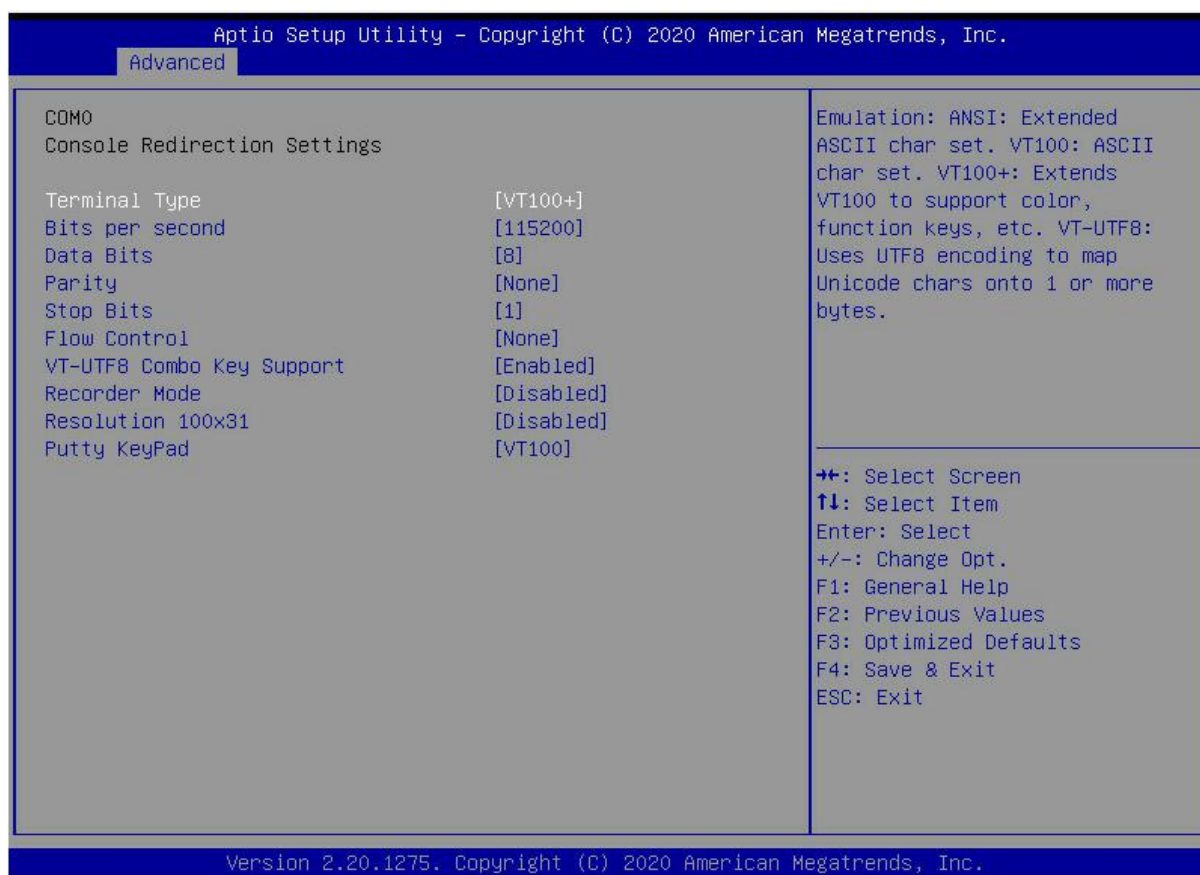 Aptio Setup Utility – Copyright (C) 2020 American Megatrends, Inc.
Advanced
COM0
Console Redirection Settings
Terminal Type [VT100+]
Bits per second [115200]
Data Bits [8]
Parity [None]
Stop Bits [1]
Flow Control [None]
VT-UTF8 Combo Key Support [Enabled]
Recorder Mode [Disabled]
Resolution 100x31 [Disabled]
Putty KeyPad [VT100]
Emulation: ANSI: Extended
ASCII char set. VT100: ASCII
char set. VT100+: Extends
VT100 to support color,
function keys, etc. VT-UTF8:
Uses UTF8 encoding to map
Unicode chars onto 1 or more
bytes.
→←: Select Screen
↑↓: Select Item
Enter: Select
+/-: Change Opt.
F1: General Help
F2: Previous Values
F3: Optimized Defaults
F4: Save & Exit
ESC: Exit
Version 2.20.1275. Copyright (C) 2020 American Megatrends, Inc.